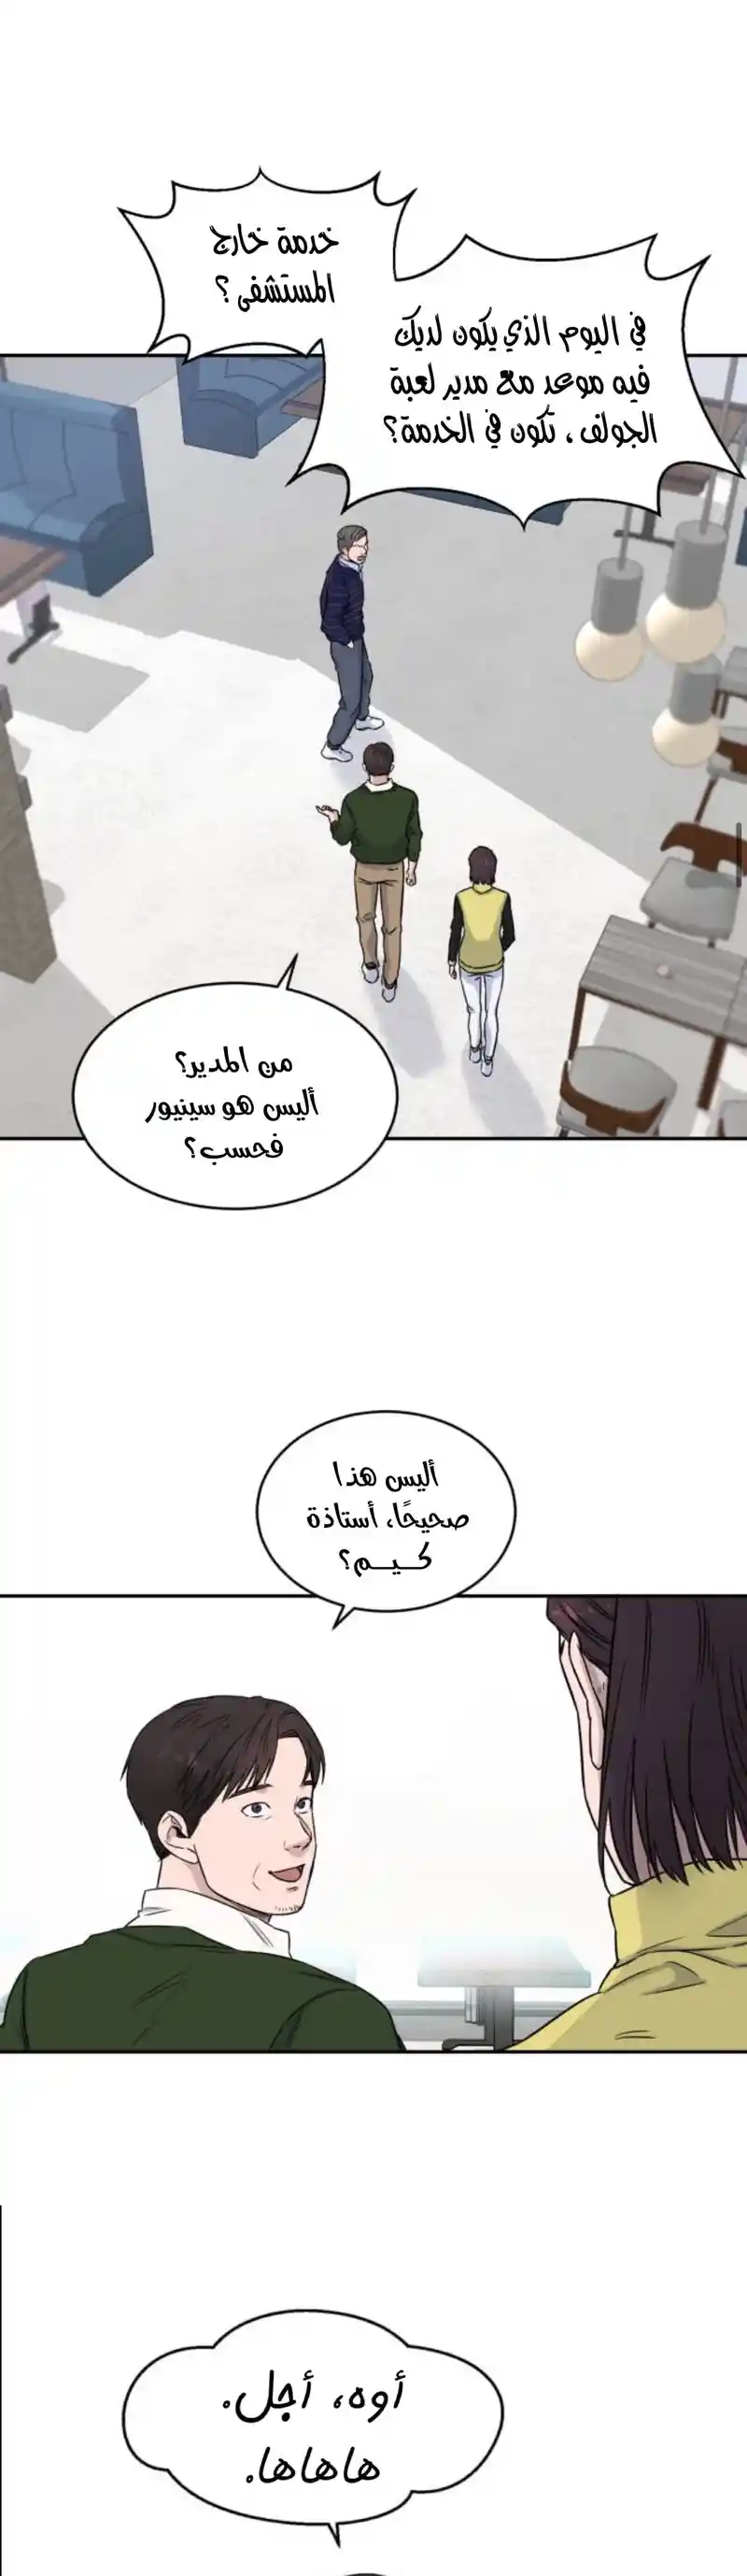 خدمة خارج
المستشفى؟
في اليوم الذي يكون لديك
فيه موعد مع مدير لعبة
الجولف، تكون في الخدمة؟
من المدير؟
أليس هو سينيور
فحسب؟
أليس هذا
صحيحًا، أستاذة
كـيـم؟
أوه، أجل.
هاهاها.